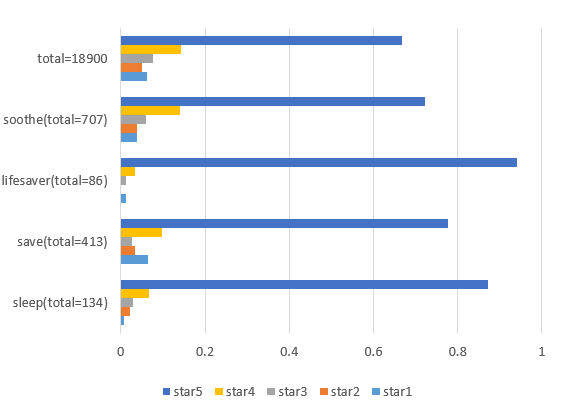 total=18900
soothe(total=707)
lifesaver(total=86)
save(total=413)
sleep(total=134)
0 0.2 0.4 0.6 0.8 1
star5 star4 star3 star2 star1